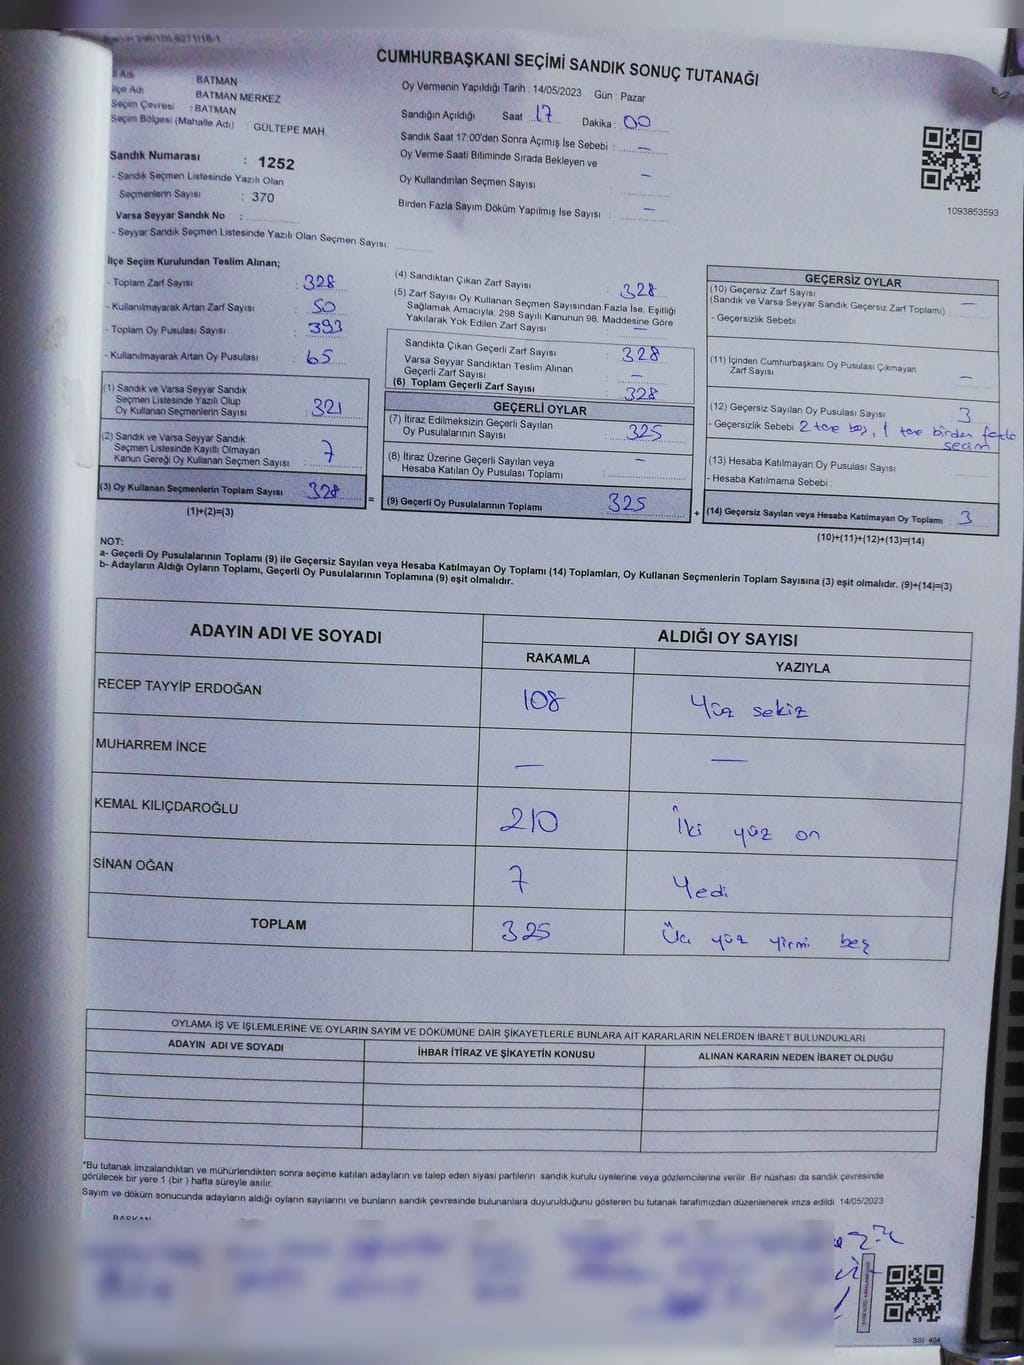 CUMHURBAŞKANI SEÇİMİ SANDIK SONUÇ TUTANAĞI
BATMAN
İlçe Adı BATMAN MERKEZ
Seçim Çevresi : BATMAN
Seçim Bölgesi (Mahalle Adı) : GÜLTEPE MAH.
Sandık Numarası : 1252
- Sandık Seçmen Listesinde Yazılı Olan
Seçmenlerin Sayısı : 370
Varsa Seyyar Sandık No :
- Seyyar Sandık Seçmen Listesinde Yazılı Olan Seçmen Sayısı:
Oy Vermenin Yapıldığı Tarih : 14/05/2023 Gün : Pazar
Sandığın Açıldığı Saat : 17 Dakika : 00
Sandık Saat 17:00'den Sonra Açımış İse Sebebi : —
Oy Verme Saati Bitiminde Sırada Bekleyen ve
Oy Kullandırılan Seçmen Sayısı —
Birden Fazla Sayım Döküm Yapılmış İse Sayısı : —
1093853593
İlçe Seçim Kurulundan Teslim Alınan;
- Toplam Zarf Sayısı : 328
- Kullanılmayarak Artan Zarf Sayısı : 50
- Toplam Oy Pusulası Sayısı : 393
- Kullanılmayarak Artan Oy Pusulası : 65
(1) Sandık ve Varsa Seyyar Sandık
Seçmen Listesinde Yazılı Olup
Oy Kullanan Seçmenlerin Sayısı : 321
(2) Sandık ve Varsa Seyyar Sandık
Seçmen Listesinde Kayıtlı Olmayan
Kanun Gereği Oy Kullanan Seçmen Sayısı : 7
(3) Oy Kullanan Seçmenlerin Toplam Sayısı : 328
(1)+(2)=(3)
(4) Sandıktan Çıkan Zarf Sayısı : 328
(5) Zarf Sayısı Oy Kullanan Seçmen Sayısından Fazla İse, Eşitliği
Sağlamak Amacıyla, 298 Sayılı Kanunun 98. Maddesine Göre
Yakılarak Yok Edilen Zarf Sayısı : —
Sandıkta Çıkan Geçerli Zarf Sayısı : 328
Varsa Seyyar Sandıktan Teslim Alınan
Geçerli Zarf Sayısı : —
(6) Toplam Geçerli Zarf Sayısı : 328
GEÇERLİ OYLAR
(7) İtiraz Edilmeksizin Geçerli Sayılan
Oy Pusulalarının Sayısı : 325
(8) İtiraz Üzerine Geçerli Sayılan veya
Hesaba Katılan Oy Pusulası Toplamı : —
=
(9) Geçerli Oy Pusulalarının Toplamı 325
+
GEÇERSİZ OYLAR
(10) Geçersiz Zarf Sayısı
(Sandık ve Varsa Seyyar Sandık Geçersiz Zarf Toplamı) : —
- Geçersizlik Sebebi
(11) İçinden Cumhurbaşkanı Oy Pusulası Çıkmayan
Zarf Sayısı : —
(12) Geçersiz Sayılan Oy Pusulası Sayısı : 3
- Geçersizlik Sebebi 2 tane boş, 1 tane birden fazla
seçim
(13) Hesaba Katılmayan Oy Pusulası Sayısı
- Hesaba Katılmama Sebebi :
(14) Geçersiz Sayılan veya Hesaba Katılmayan Oy Toplamı 3
(10)+(11)+(12)+(13)=(14)
NOT:
a- Geçerli Oy Pusulalarının Toplamı (9) ile Geçersiz Sayılan veya Hesaba Katılmayan Oy Toplamı (14) Toplamları, Oy Kullanan Seçmenlerin Toplam Sayısına (3) eşit olmalıdır. (9)+(14)=(3)
b- Adayların Aldığı Oyların Toplamı, Geçerli Oy Pusulalarının Toplamına (9) eşit olmalıdır.
ADAYIN ADI VE SOYADI ALDIĞI OY SAYISI
RAKAMLA YAZIYLA
RECEP TAYYİP ERDOĞAN 108 Yüz sekiz
MUHARREM İNCE — —
KEMAL KILIÇDAROĞLU 210 İki yüz on
SİNAN OĞAN 7 Yedi
TOPLAM 325 Üç yüz yirmi beş
OYLAMA İŞ VE İŞLEMLERİNE VE OYLARIN SAYIM VE DÖKÜMÜNE DAİR ŞİKAYETLERLE BUNLARA AİT KARARLARIN NELERDEN İBARET BULUNDUKLARI
ADAYIN ADI VE SOYADI İHBAR İTİRAZ VE ŞİKAYETİN KONUSU ALINAN KARARIN NEDEN İBARET OLDUĞU
*Bu tutanak imzalandıktan ve mühürlendikten sonra seçime katılan adayların ve talep eden siyasi partilerin sandık kurulu üyelerine veya gözlemcilerine verilir. Bir nüshası da sandık çevresinde
görülecek bir yere 1 (bir) hafta süreyle asılır.
Sayım ve döküm sonucunda adayların aldığı oyların sayılarını ve bunların sandık çevresinde bulunanlara duyurulduğunu gösteren bu tutanak tarafımızdan düzenlenerek imza edildi. 14/05/2023
BAŞKAN
SSI 404